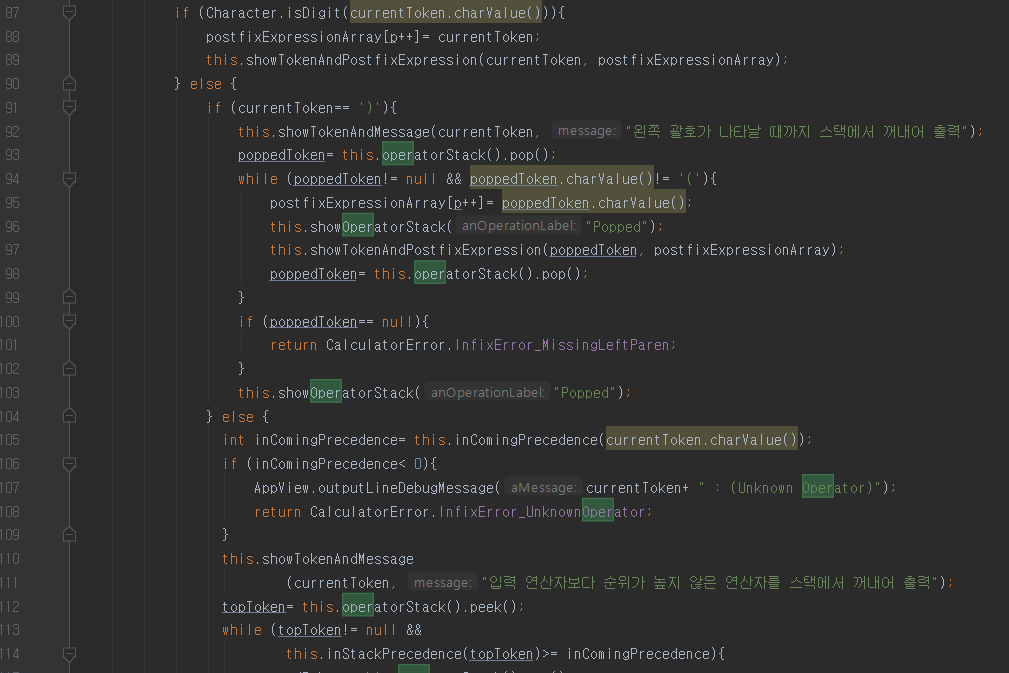 87 if (Character.isDigit(currentToken.charValue())){
88 postfixExpressionArray[p++]= currentToken;
89 this.showTokenAndPostfixExpression(currentToken, postfixExpressionArray);
90 } else {
91 if (currentToken== ')'){
92 this.showTokenAndMessage(currentToken, message: "왼쪽 괄호가 나타날 때까지 스택에서 꺼내어 출력");
93 poppedToken= this.operatorStack().pop();
94 while (poppedToken!= null && poppedToken.charValue()!= '('){
95 postfixExpressionArray[p++]= poppedToken.charValue();
96 this.showOperatorStack( anOperationLabel: "Popped");
97 this.showTokenAndPostfixExpression(poppedToken, postfixExpressionArray);
98 poppedToken= this.operatorStack().pop();
99 }
100 if (poppedToken== null){
101 return CalculatorError.InfixError_MissingLeftParen;
102 }
103 this.showOperatorStack( anOperationLabel: "Popped");
104 } else {
105 int inComingPrecedence= this.inComingPrecedence(currentToken.charValue());
106 if (inComingPrecedence< 0){
107 AppView.outputLineDebugMessage( aMessage: currentToken+ " : (Unknown Operator)");
108 return CalculatorError.InfixError_UnknownOperator;
109 }
110 this.showTokenAndMessage
111 (currentToken, message: "입력 연산자보다 순위가 높지 않은 연산자를 스택에서 꺼내어 출력");
112 topToken= this.operatorStack().peek();
113 while (topToken!= null &&
114 this.inStackPrecedence(topToken)>= inComingPrecedence){